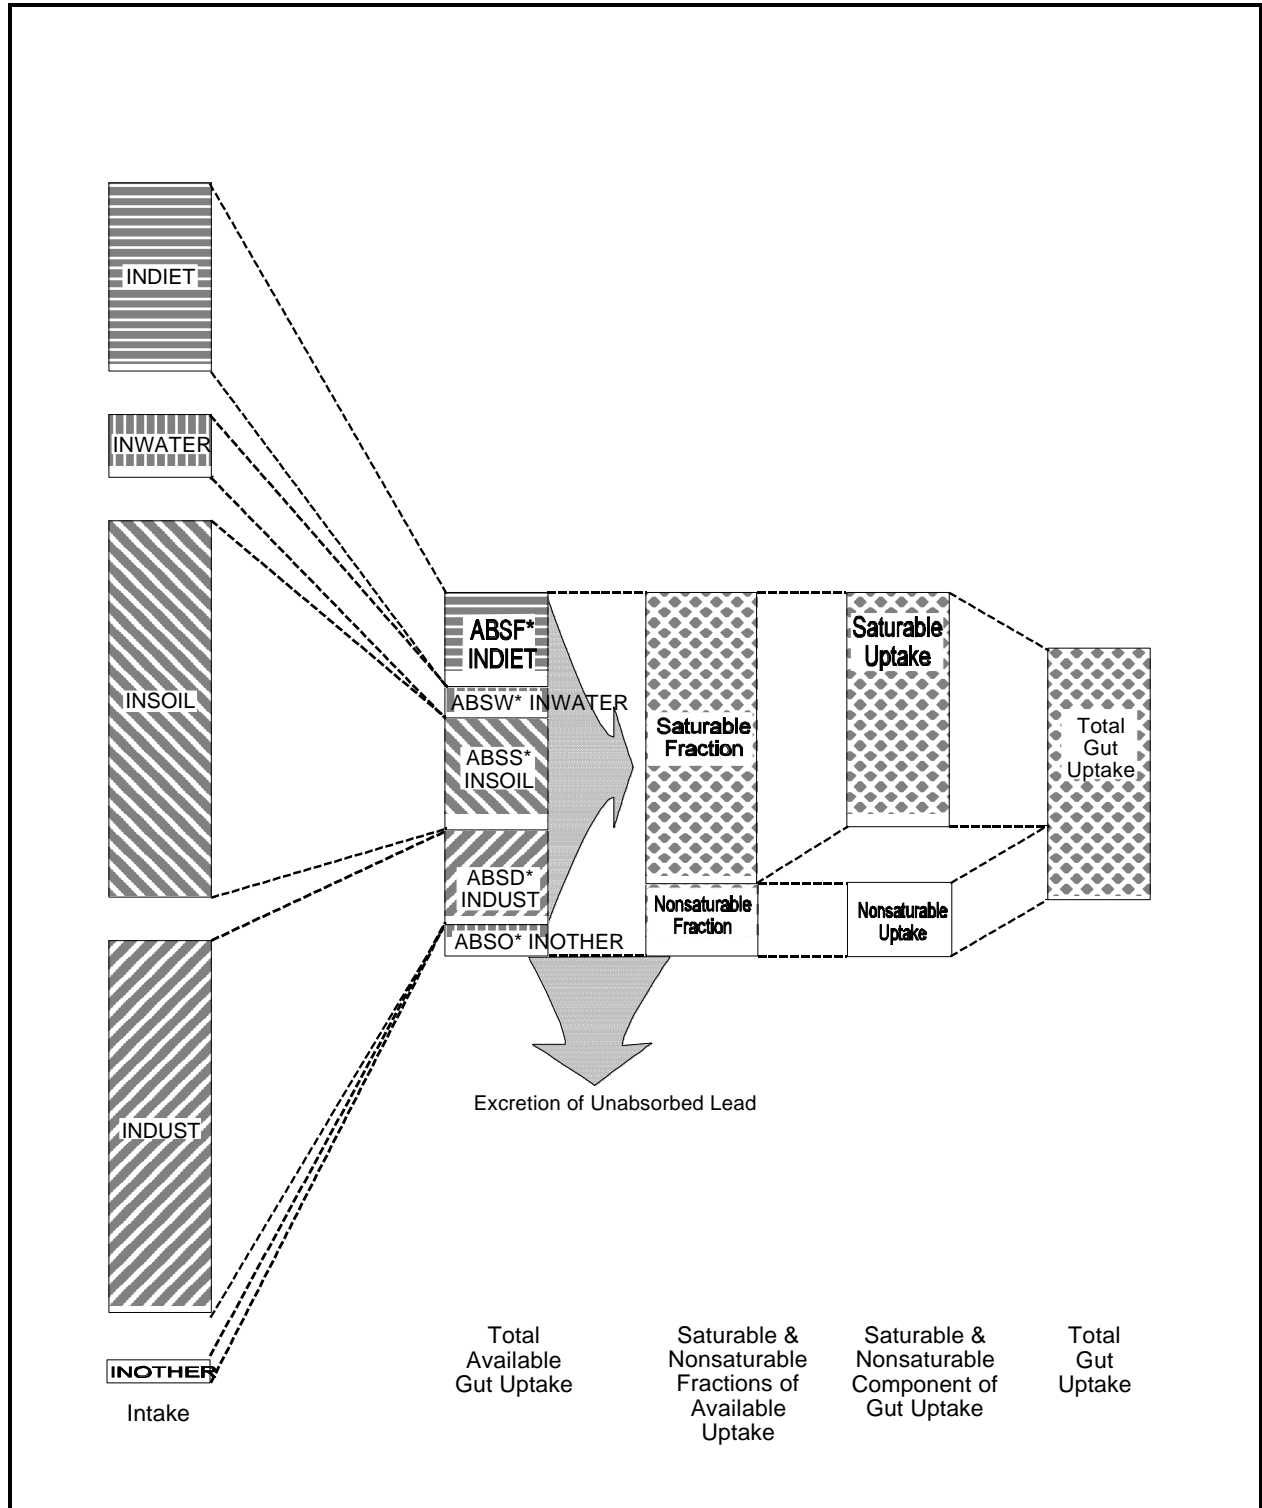 INDIET
INWATER
INSOIL
INDUST
INOTHER
Intake
ABSF*
INDIET
ABSW* INWATER
ABSS*
INSOIL
ABSD*
INDUST
ABSO* INOTHER
Excretion of Unabsorbed Lead
Saturable
Fraction
Nonsaturable
Fraction
Saturable
Uptake
Nonsaturable
Uptake
Total
Gut
Uptake
Total
Available
Gut Uptake
Saturable &
Nonsaturable
Fractions of
Available
Uptake
Saturable &
Nonsaturable
Component of
Gut Uptake
Total
Gut
Uptake